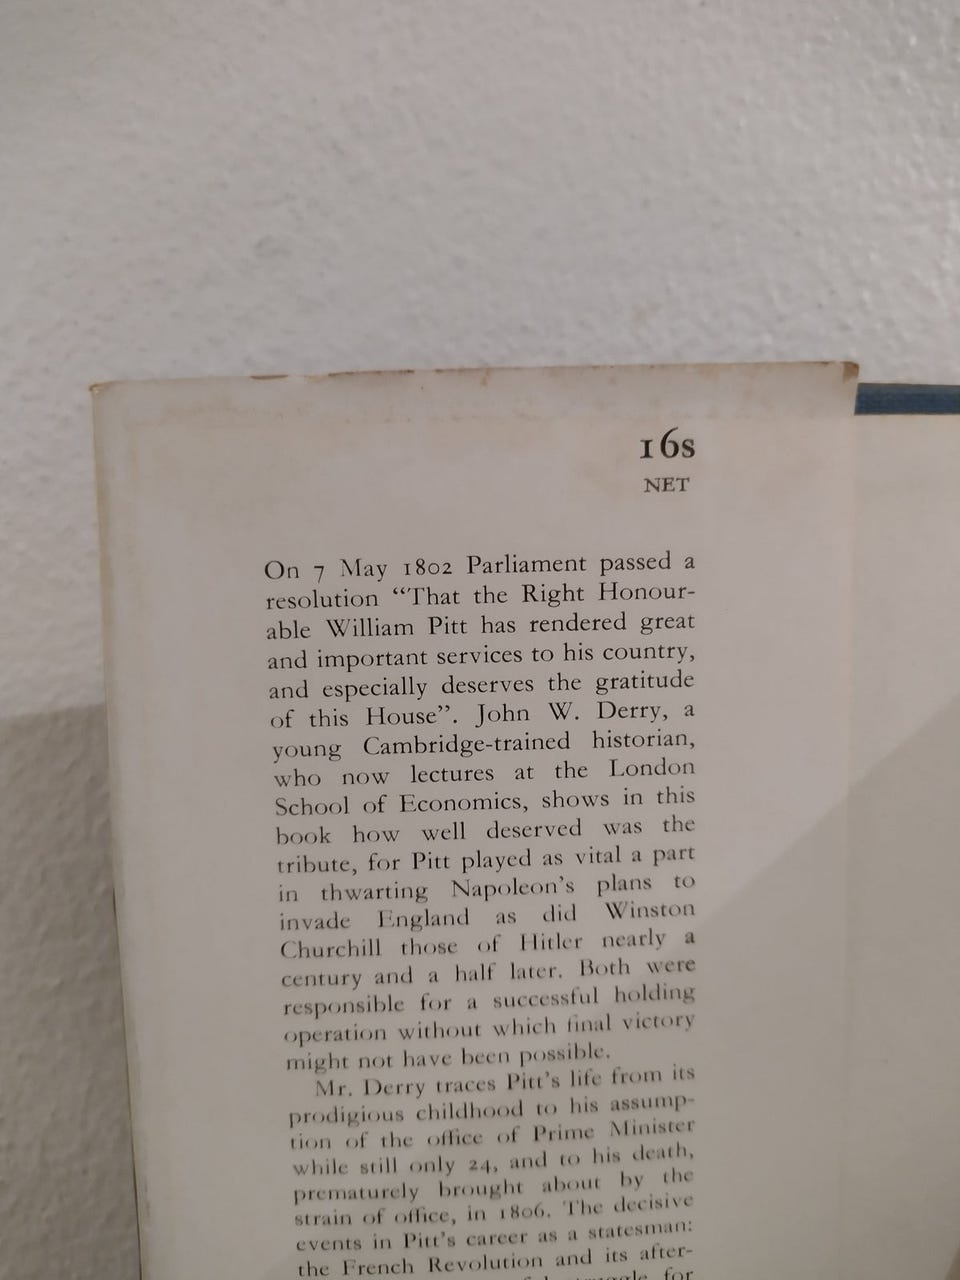 16s
NET
On 7 May 1802 Parliament passed a
resolution “That the Right Honour-
able William Pitt has rendered great
and important services to his country,
and especially deserves the gratitude
of this House”. John W. Derry, a
young Cambridge-trained historian,
who now lectures at the London
School of Economics, shows in this
book how well deserved was the
tribute, for Pitt played as vital a part
in thwarting Napoleon’s plans to
invade England as did Winston
Churchill those of Hitler nearly a
century and a half later. Both were
responsible for a successful holding
operation without which final victory
might not have been possible.
Mr. Derry traces Pitt’s life from its
prodigious childhood to his assump-
tion of the office of Prime Minister
while still only 24, and to his death,
prematurely brought about by the
strain of office, in 1806. The decisive
events in Pitt’s career as a statesman:
the French Revolution and its after-
struggle for